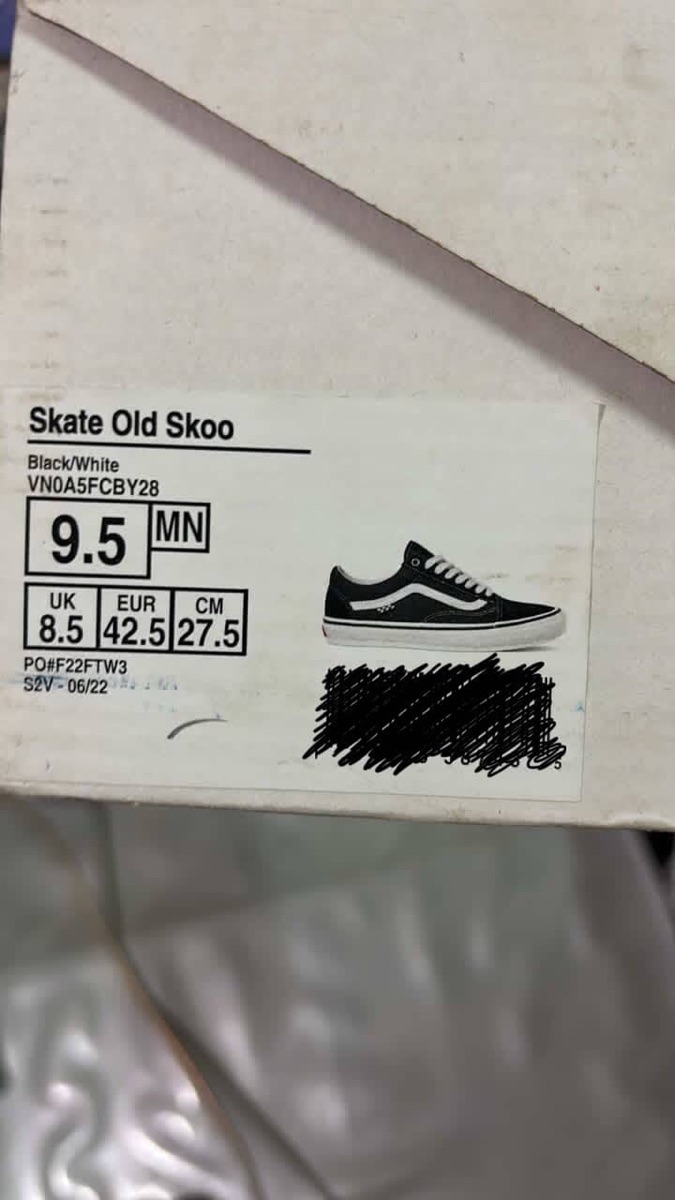 Skate Old Skoo
Black/White
VN0A5FCBY28
9.5 MN
UK EUR CM
8.5 42.5 27.5
PO#F22FTW3
S2V - 06/22